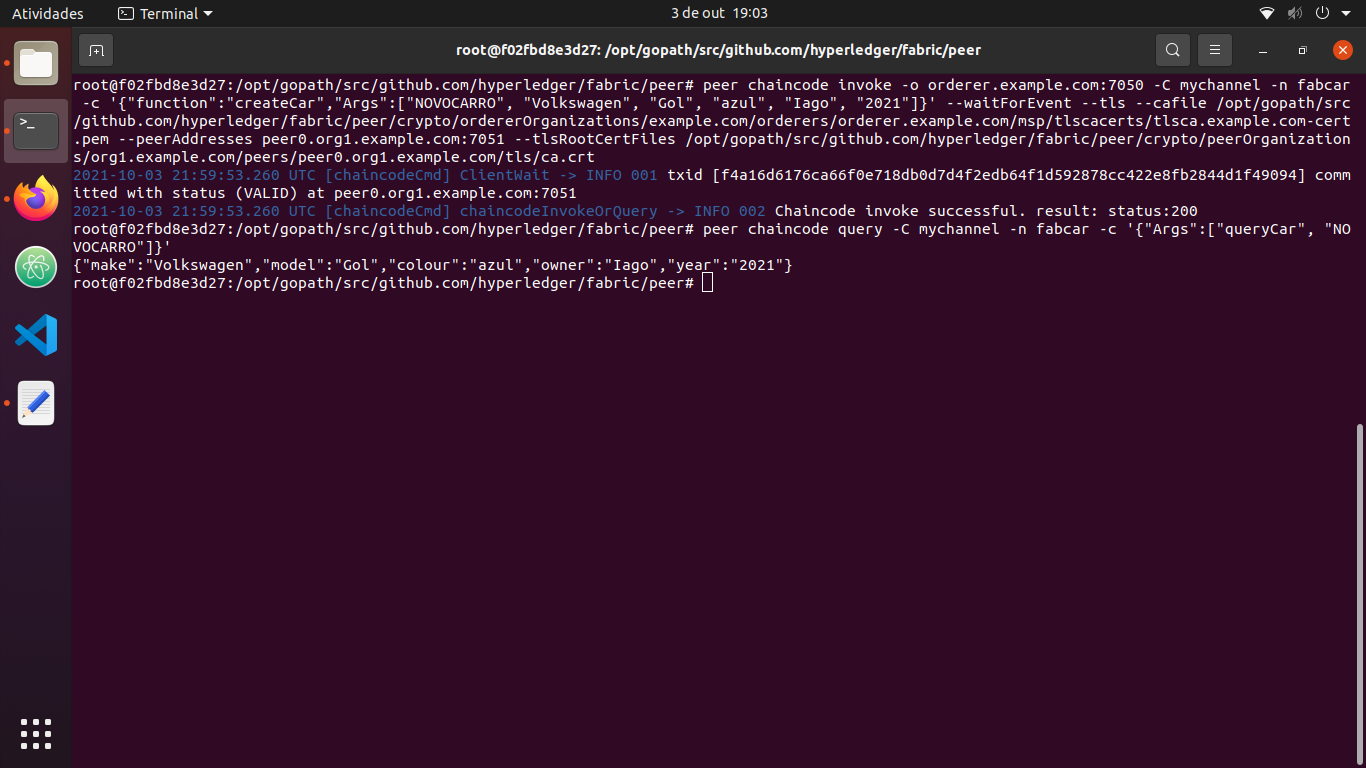 Atividades
Terminal
3 de out 19:03
root@f02fbd8e3d27: /opt/gopath/src/github.com/hyperledger/fabric/peer
root@f02fbd8e3d27:/opt/gopath/src/github.com/hyperledger/fabric/peer# peer chaincode invoke -o orderer.example.com:7050 -C mychannel -n fabcar
-c '{"function":"createCar","Args":["NOVOCARRO", "Volkswagen", "Gol", "azul", "Iago", "2021"]}' --waitForEvent --tls --cafile /opt/gopath/src
/github.com/hyperledger/fabric/peer/crypto/ordererOrganizations/example.com/orderers/orderer.example.com/msp/tlscacerts/tlsca.example.com-cert
.pem --peerAddresses peer0.org1.example.com:7051 --tlsRootCertFiles /opt/gopath/src/github.com/hyperledger/fabric/peer/crypto/peerOrganization
s/org1.example.com/peers/peer0.org1.example.com/tls/ca.crt
2021-10-03 21:59:53.260 UTC [chaincodeCmd] ClientWait -> INFO 001 txid [f4a16d6176ca66f0e718db0d7d4f2edb64f1d592878cc422e8fb2844d1f49094] comm
itted with status (VALID) at peer0.org1.example.com:7051
2021-10-03 21:59:53.260 UTC [chaincodeCmd] chaincodeInvokeOrQuery -> INFO 002 Chaincode invoke successful. result: status:200
root@f02fbd8e3d27:/opt/gopath/src/github.com/hyperledger/fabric/peer# peer chaincode query -C mychannel -n fabcar -c '{"Args":["queryCar", "NO
VOCARRO"]}'
{"make":"Volkswagen","model":"Gol","colour":"azul","owner":"Iago","year":"2021"}
root@f02fbd8e3d27:/opt/gopath/src/github.com/hyperledger/fabric/peer#